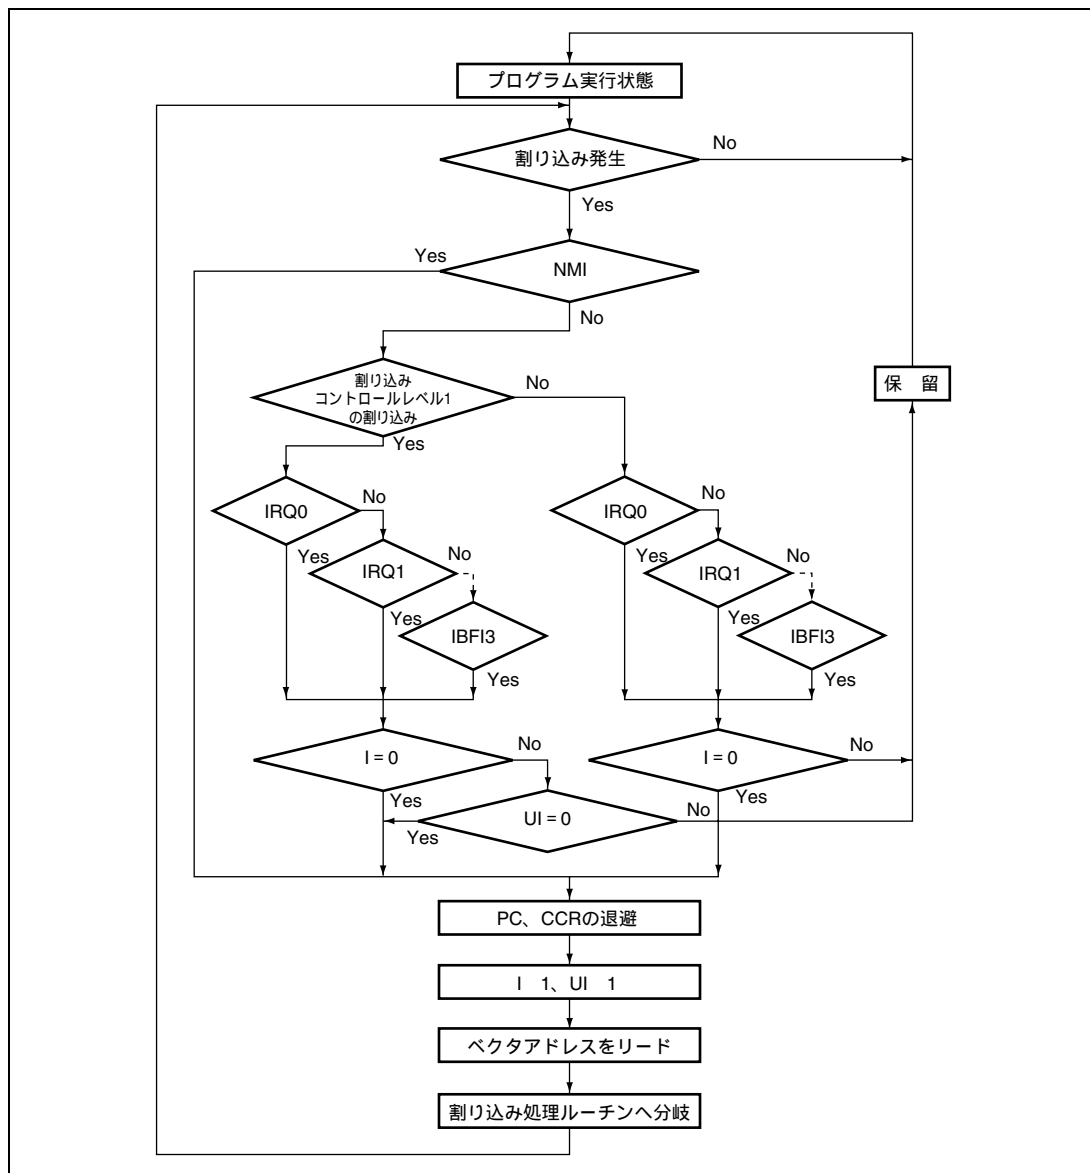 プログラム実行状態
割り込み発生
No
Yes
Yes
NMI
No
割り込み
コントロールレベル1
の割り込み
No
Yes
保 留
IRQ0
No
Yes
IRQ1
No
Yes
IBFI3
Yes
IRQ0
No
Yes
IRQ1
No
Yes
IBFI3
Yes
I = 0
No
Yes
UI = 0
Yes
No
I = 0
No
Yes
PC、CCRの退避
I 1、UI 1
ベクタアドレスをリード
割り込み処理ルーチンへ分岐